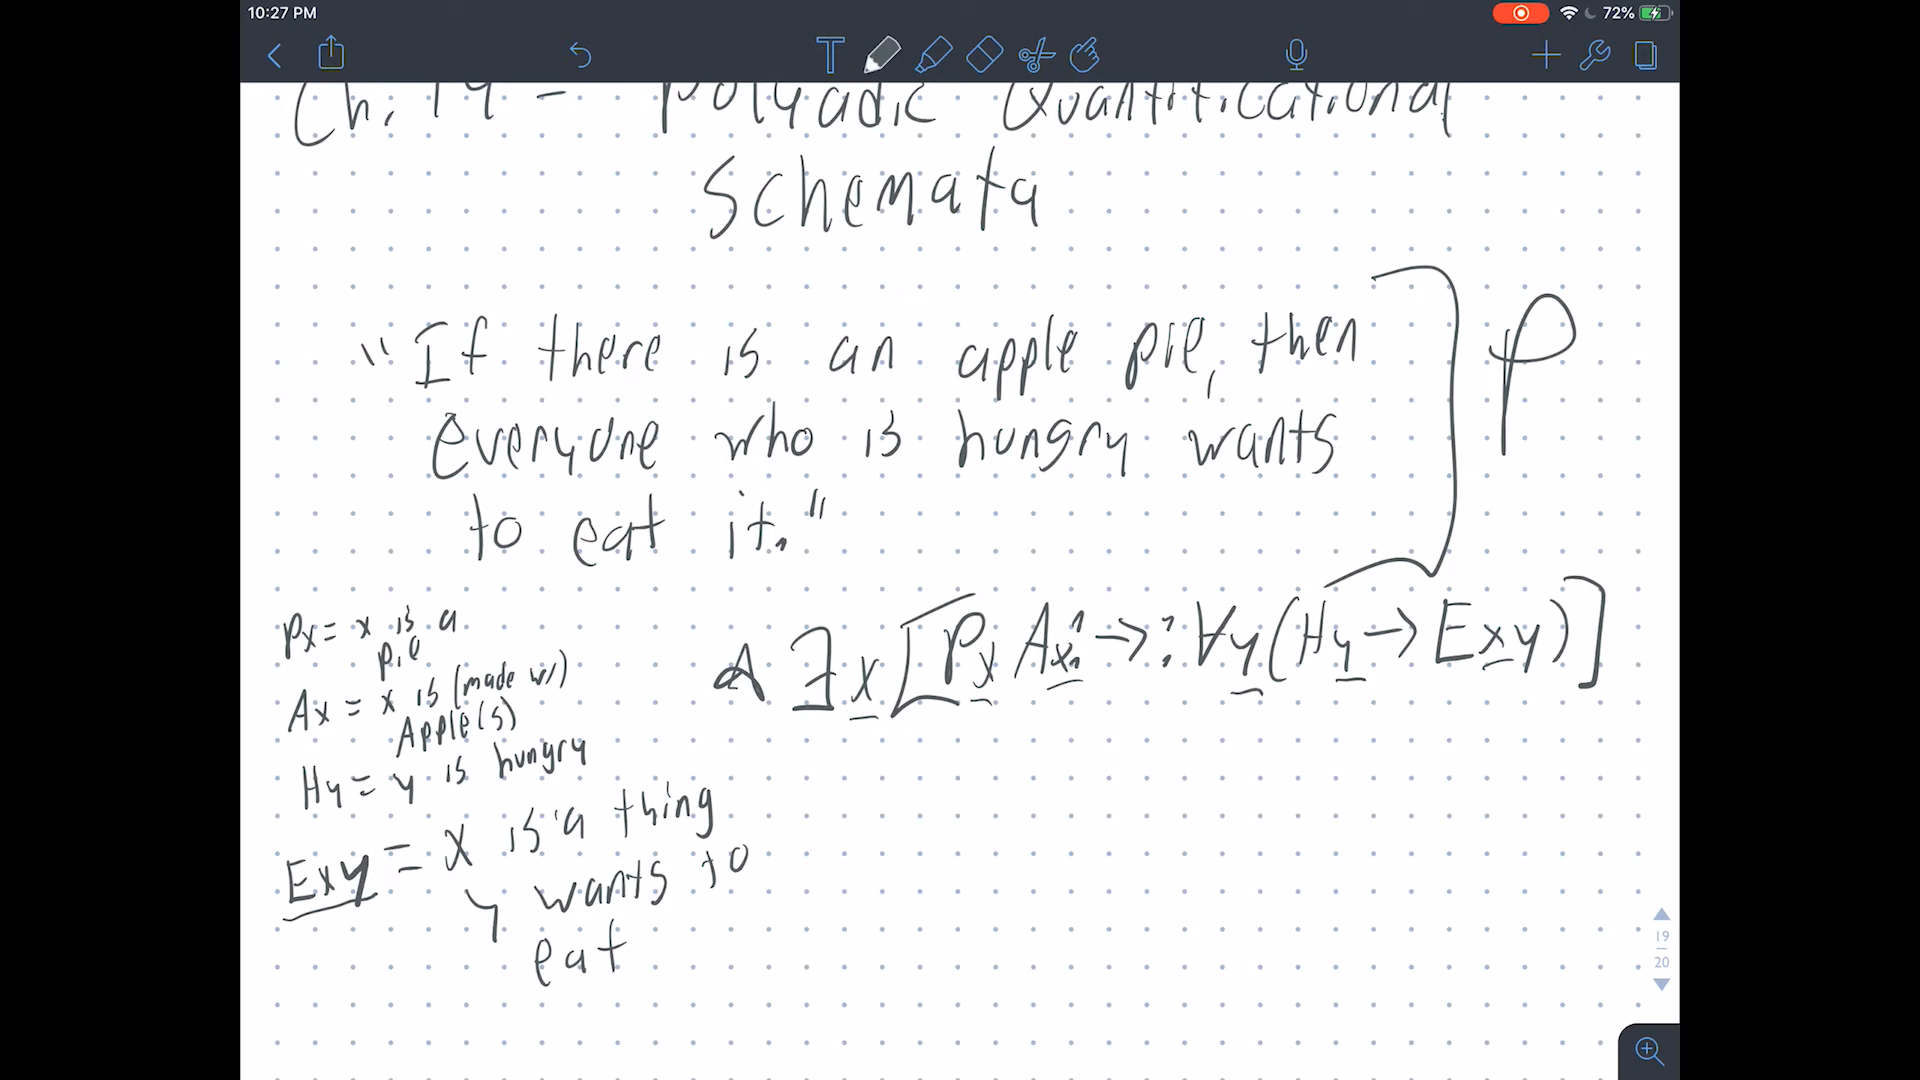 10:27 PM
72%
Ch. 19 - Polyadic Quantificational
Schemata
"If there is an apple pie, then
everyone who is hungry wants
to eat it."
P
Px = x is a
pie
Ax = x is (made w/)
Apple(s)
Hy = y is hungry
Exy = x is a thing
y wants to
eat
∃x[Px Ax:→:∀y(Hy→Exy)]
19
20